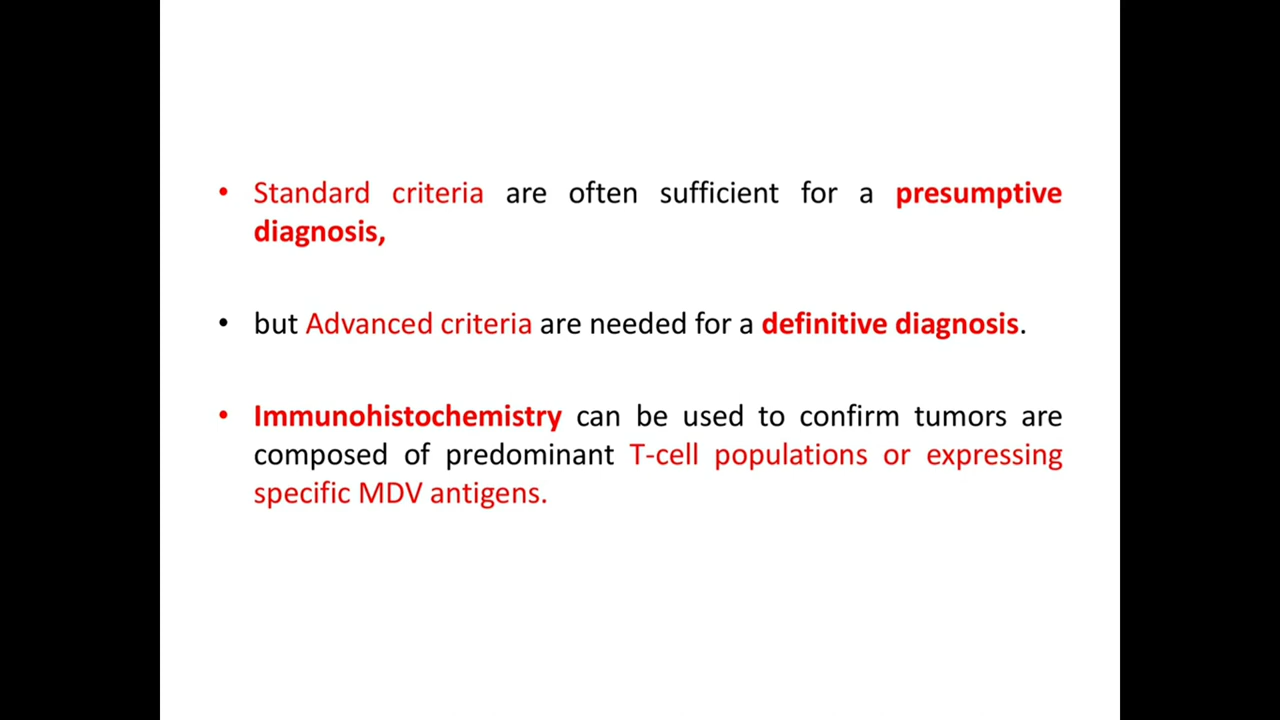 • Standard criteria are often sufficient for a presumptive
diagnosis,
• but Advanced criteria are needed for a definitive diagnosis.
• Immunohistochemistry can be used to confirm tumors are
composed of predominant T-cell populations or expressing
specific MDV antigens.